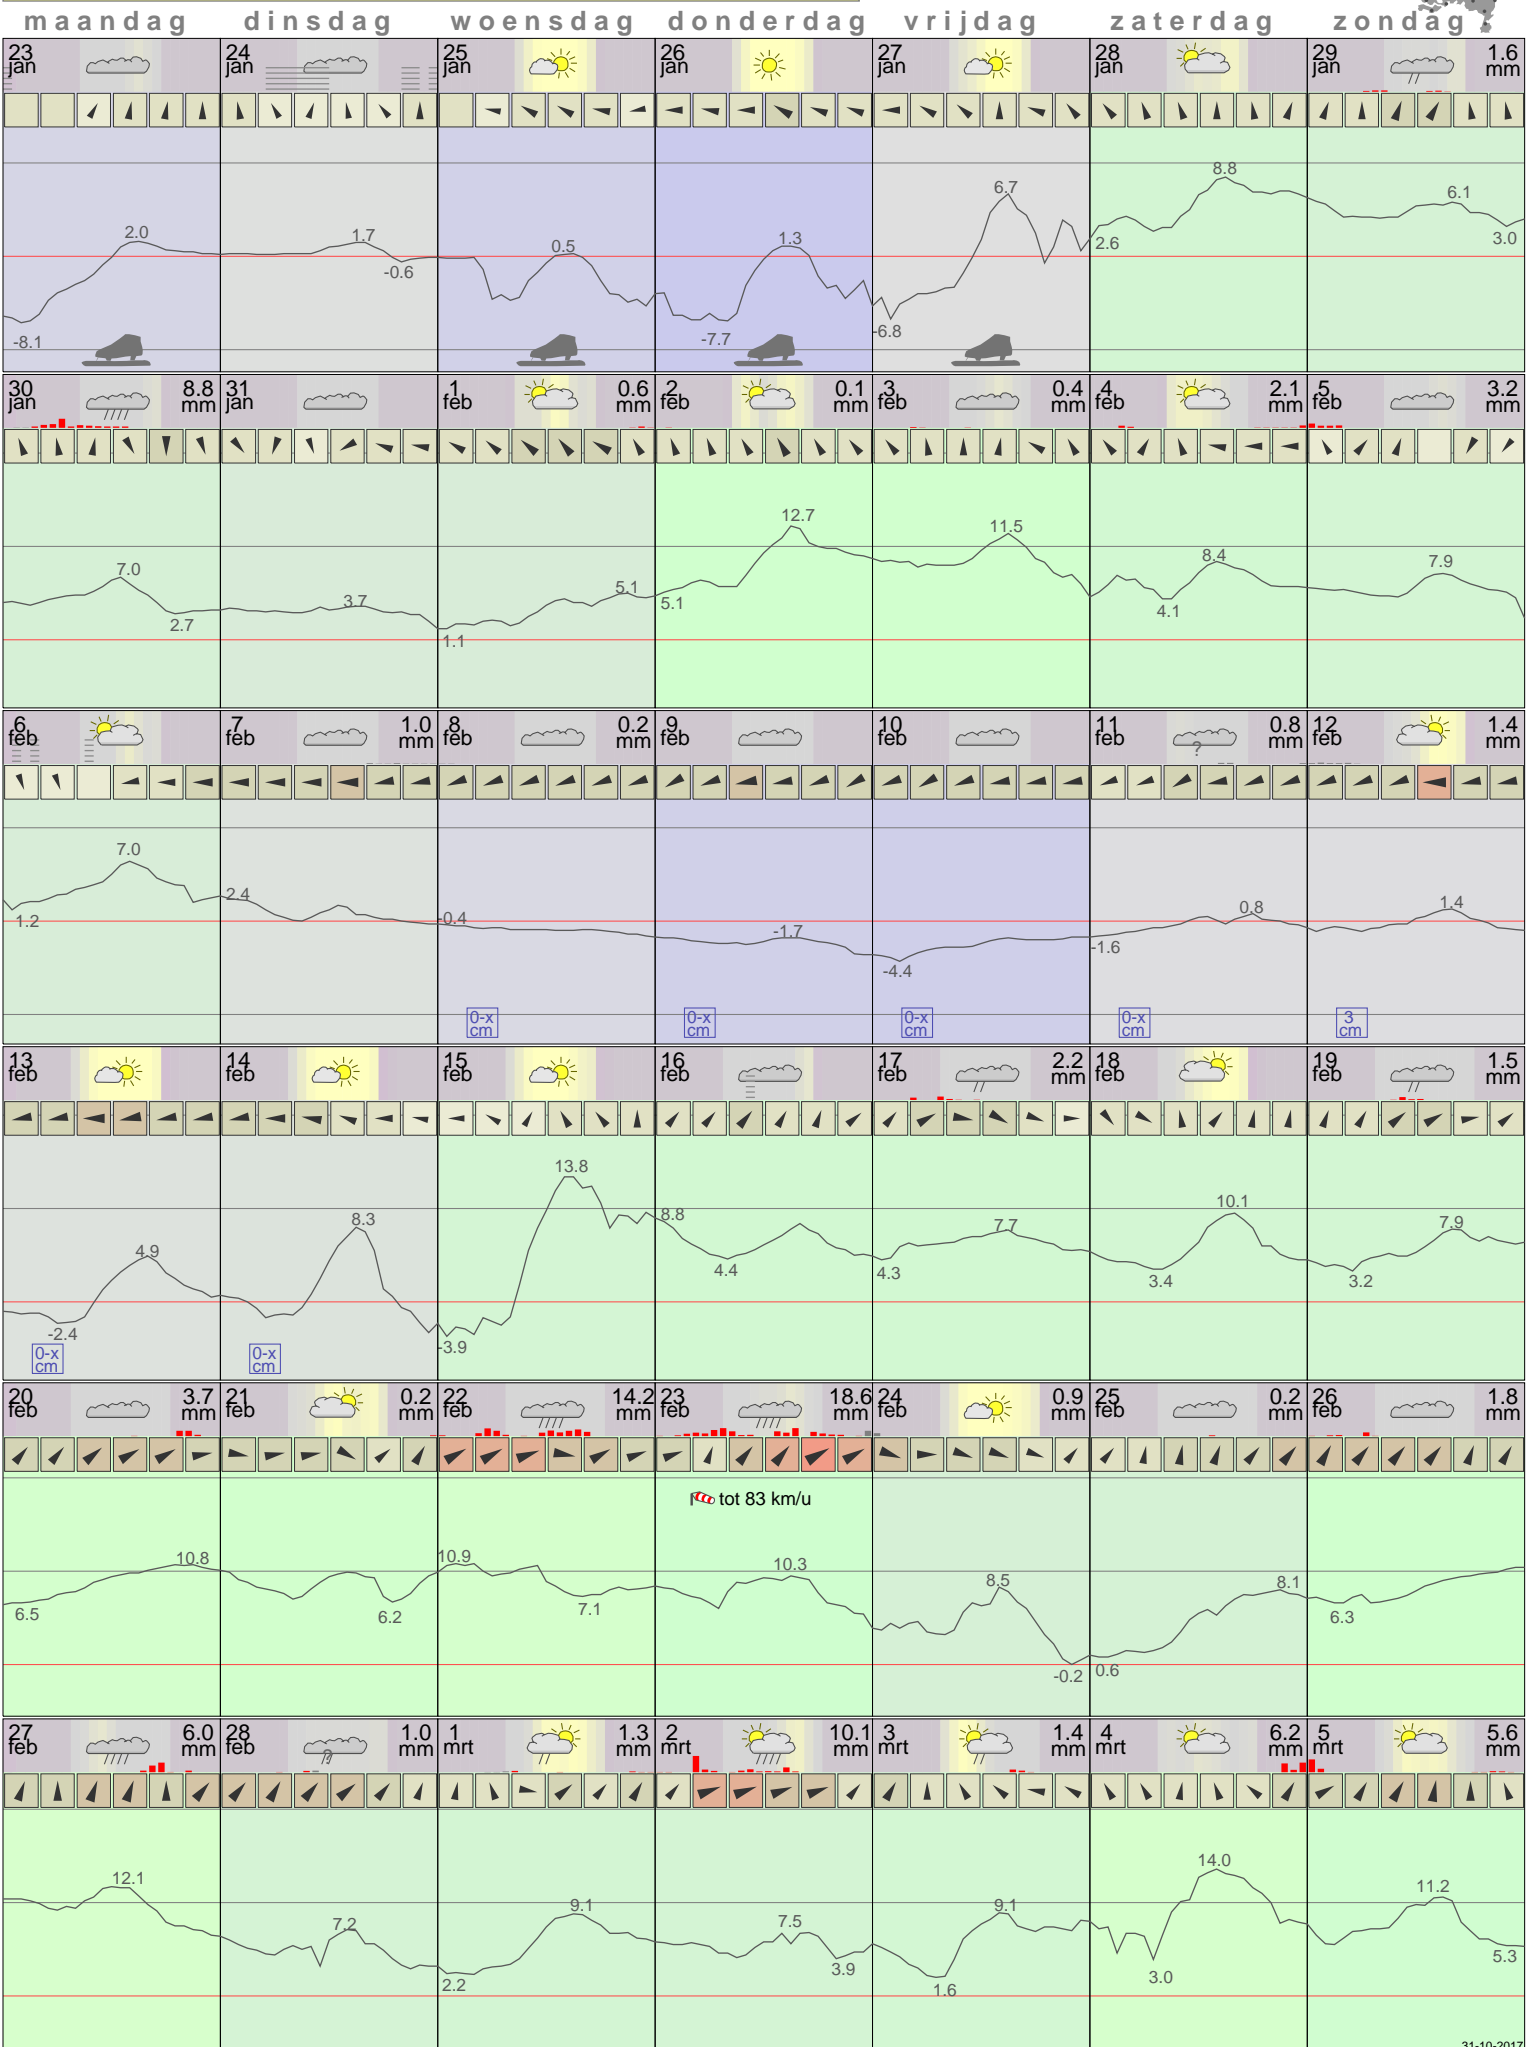 maandag dinsdag woensdag donderdag vrijdag zaterdag zondag
23 24 25 26 27 28 29 1.6
jan jan jan jan jan jan jan mm
8.8
6.7
6.1
2.0 1.7 0.5 1.3 2.6 3.0
-0.6
-8.1 -7.7 -6.8
30 8.8 31 1 0.6 2 0.1 3 0.4 4 2.1 5 3.2
jan mm jan feb mm feb mm feb mm feb mm feb mm
12.7 11.5
7.0 8.4 7.9
3.7 5.1 5.1 4.1
2.7 1.1
6 7 1.0 8 0.2 9 10 11 0.8 12 1.4
feb feb mm feb mm feb feb feb mm feb mm
?
7.0
1.2 2.4 -0.4 -1.7 -4.4 -1.6 0.8 1.4
0-x 0-x 0-x 0-x 3
cm cm cm cm cm
13 14 15 16 17 2.2 18 19 1.5
feb feb feb feb feb mm feb feb mm
13.8
4.9 8.3 8.8 7.7 10.1 7.9
4.4 4.3 3.4 3.2
-2.4 -3.9
0-x 0-x
cm cm
20 3.7 21 0.2 22 14.2 23 18.6 24 0.9 25 0.2 26 1.8
feb mm feb mm feb mm feb mm feb mm feb mm feb mm
tot 83 km/u
10.8 10.9 10.3 8.5 8.1
6.5 6.2 7.1 6.3
-0.2 0.6
27 6.0 28 1.0 1 1.3 2 10.1 3 1.4 4 6.2 5 5.6
feb mm feb mm mrt mm mrt mm mrt mm mrt mm mrt mm
?
14.0
12.1 7.2 9.1 7.5 9.1 11.2
2.2 3.9 1.6 3.0 5.3
31-10-2017